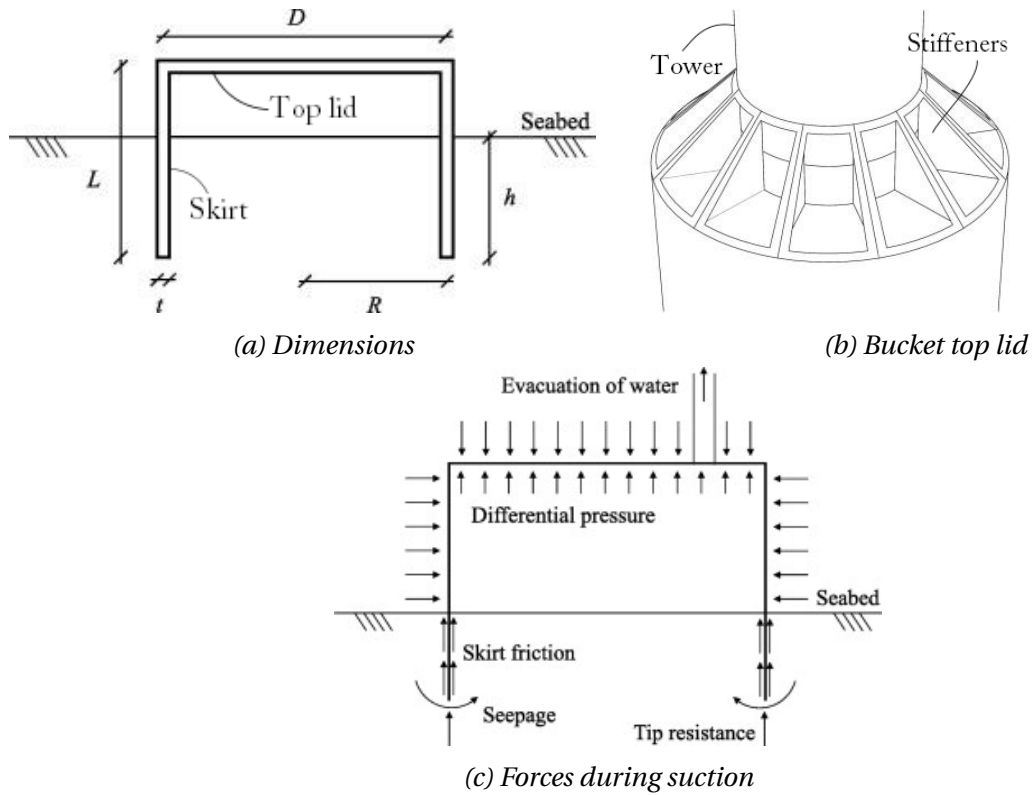 D
Top lid
Seabed
L
Skirt
h
t
R
(a) Dimensions
Tower
Stiffeners
(b) Bucket top lid
Evacuation of water
Differential pressure
Seabed
Skirt friction
Seepage
Tip resistance
(c) Forces during suction